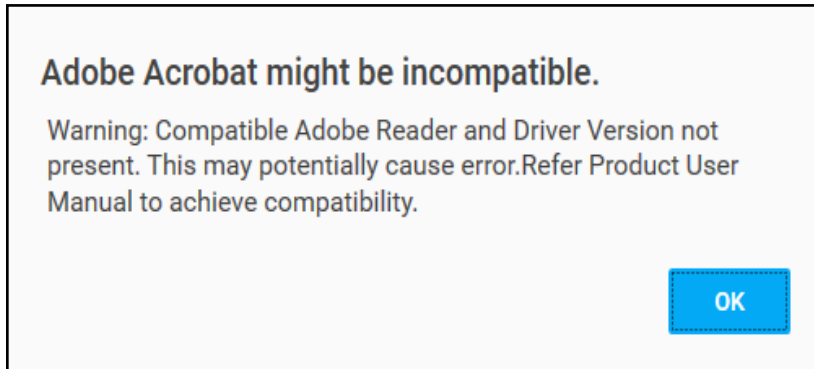 Adobe Acrobat might be incompatible.
Warning: Compatible Adobe Reader and Driver Version not
present. This may potentially cause error.Refer Product User
Manual to achieve compatibility.
OK